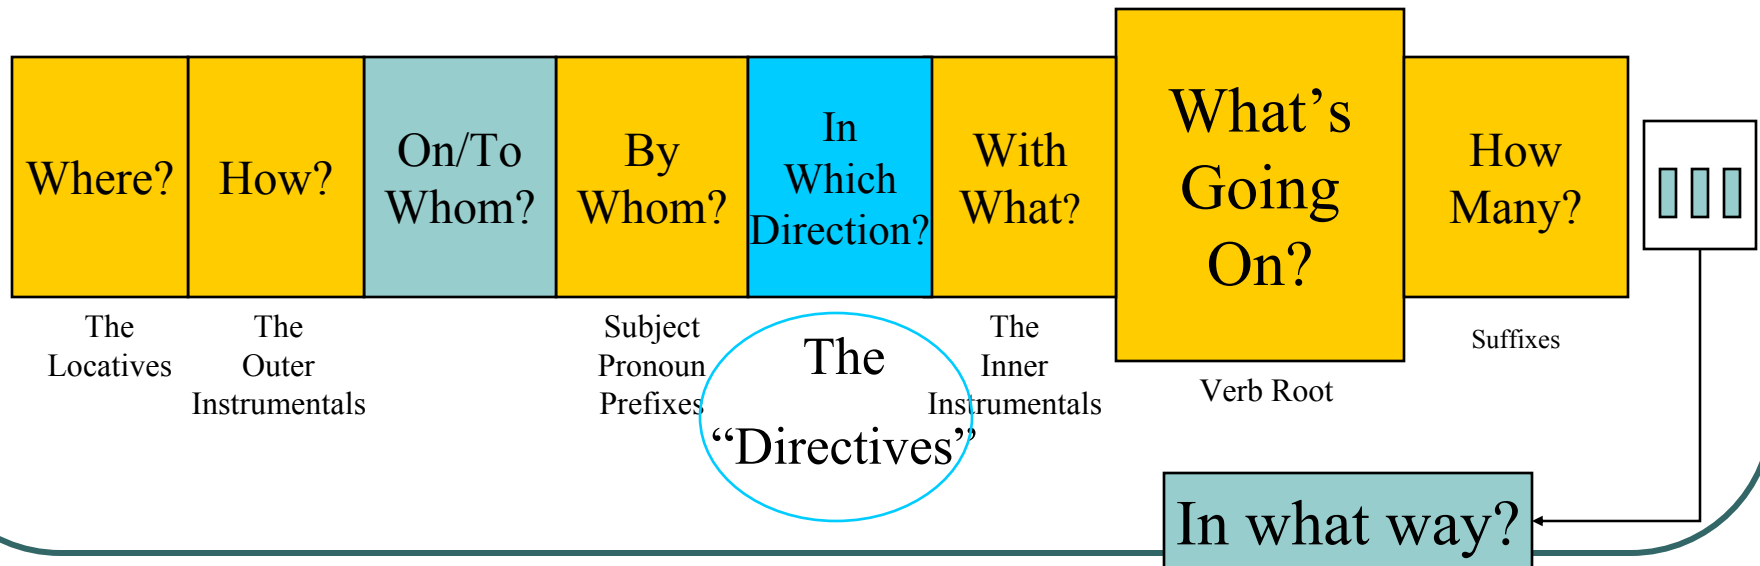 Where?
How?
On/To
Whom?
By
Whom?
In
Which
Direction?
With
What?
What’s
Going
On?
How
Many?
The
Locatives
The
Outer
Instrumentals
Subject
Pronoun
Prefixes
The
“Directives”
The
Inner
Instrumentals
Verb Root
Suffixes
In what way?